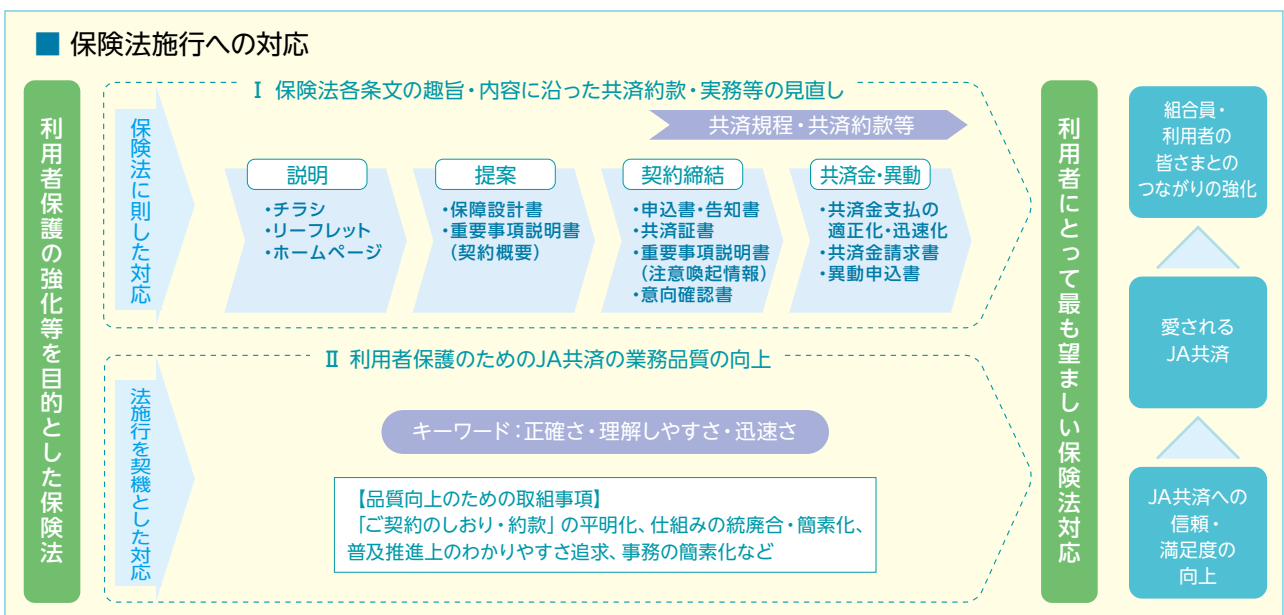 ■ 保険法施行への対応
利用者保護の強化等を目的とした保険法
保険法に則した対応
Ⅰ 保険法各条文の趣旨・内容に沿った共済約款・実務等の見直し
共済規程・共済約款等
説明
・チラシ
・リーフレット
・ホームページ
提案
・保障設計書
・重要事項説明書
（契約概要）
契約締結
・申込書・告知書
・共済証書
・重要事項説明書
（注意喚起情報）
・意向確認書
共済金・異動
・共済金支払の
適正化・迅速化
・共済金請求書
・異動申込書
法施行を契機とした対応
Ⅱ 利用者保護のためのJA共済の業務品質の向上
キーワード：正確さ・理解しやすさ・迅速さ
【品質向上のための取組事項】
「ご契約のしおり・約款」の平明化、仕組みの統廃合・簡素化、
普及推進上のわかりやすさ追求、事務の簡素化など
利用者にとって最も望ましい保険法対応
組合員・
利用者の
皆さまとの
つながりの強化
愛される
JA共済
JA共済への
信頼・
満足度の
向上